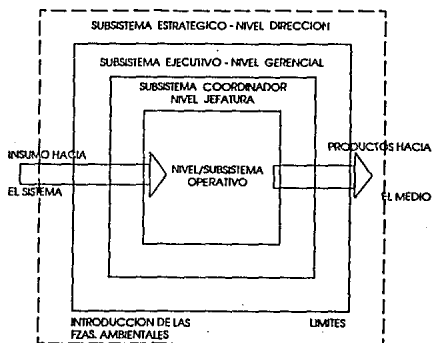 SUBSISTEMA ESTRATEGICO - NIVEL DIRECCION
SUBSISTEMA EJECUTIVO - NIVEL GERENCIAL
SUBSISTEMA COORDINADOR
NIVEL JEFATURA
INSUMO HACIA
EL SISTEMA
NIVEL/SUBSISTEMA
OPERATIVO
PRODUCTOS HACIA
EL MEDIO
INTRODUCCION DE LAS
FZAS. AMBIENTALES
LIMITES